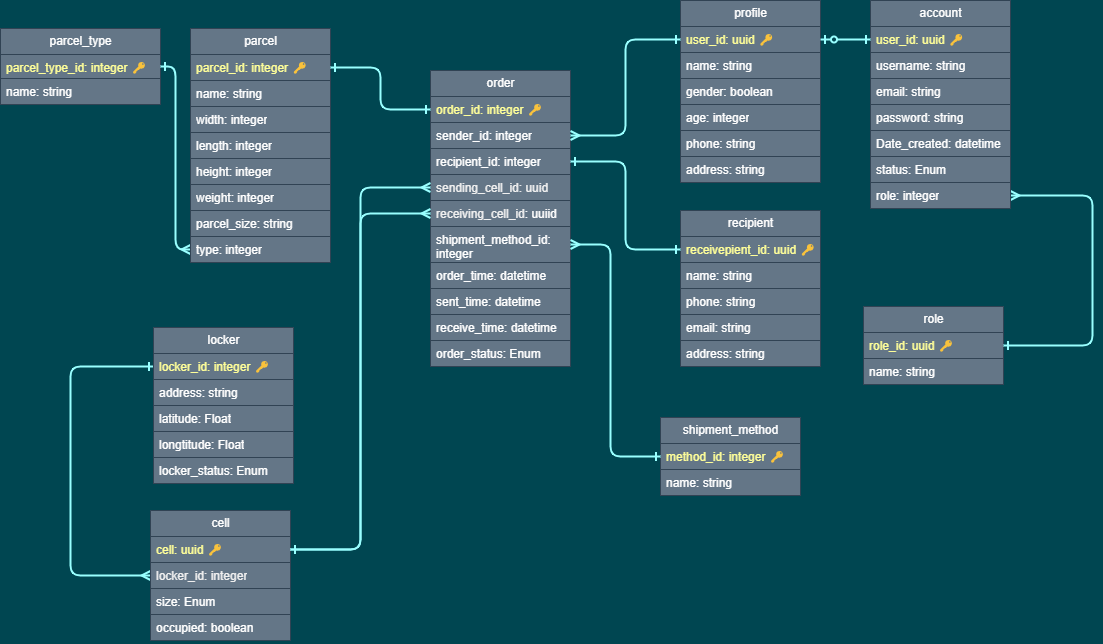 parcel_type
parcel_type_id: integer
name: string
parcel
parcel_id: integer
name: string
width: integer
length: integer
height: integer
weight: integer
parcel_size: string
type: integer
order
order_id: integer
sender_id: integer
recipient_id: integer
sending_cell_id: uuid
receiving_cell_id: uuiid
shipment_method_id:
integer
order_time: datetime
sent_time: datetime
receive_time: datetime
order_status: Enum
profile
user_id: uuid
name: string
gender: boolean
age: integer
phone: string
address: string
account
user_id: uuid
username: string
email: string
password: string
Date_created: datetime
status: Enum
role: integer
recipient
receivepient_id: uuid
name: string
phone: string
email: string
address: string
role
role_id: uuid
name: string
locker
locker_id: integer
address: string
latitude: Float
longtitude: Float
locker_status: Enum
shipment_method
method_id: integer
name: string
cell
cell: uuid
locker_id: integer
size: Enum
occupied: boolean